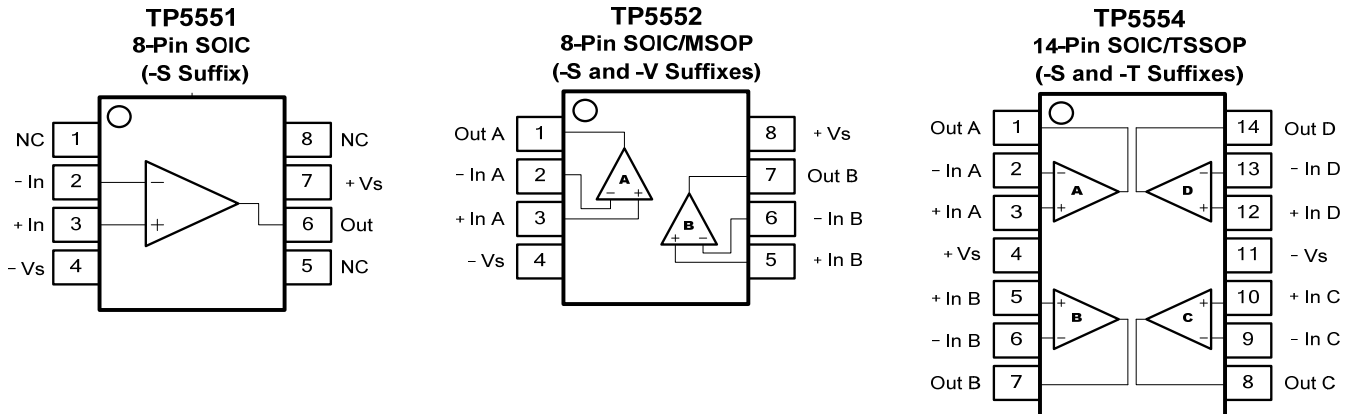 TP5551
8-Pin SOIC
(-S Suffix)
NC 1 8 NC
- In 2 7 + Vs
+ In 3 6 Out
- Vs 4 5 NC
- +
TP5552
8-Pin SOIC/MSOP
(-S and -V Suffixes)
Out A 1 8 + Vs
- In A 2 7 Out B
+ In A 3 6 - In B
- Vs 4 5 + In B
A - +
B + -
TP5554
14-Pin SOIC/TSSOP
(-S and -T Suffixes)
Out A 1 14 Out D
- In A 2 - A D - 13 - In D
+ In A 3 + + 12 + In D
+ Vs 4 11 - Vs
+ In B 5 + B C + 10 + In C
- In B 6 - - 9 - In C
Out B 7 8 Out C